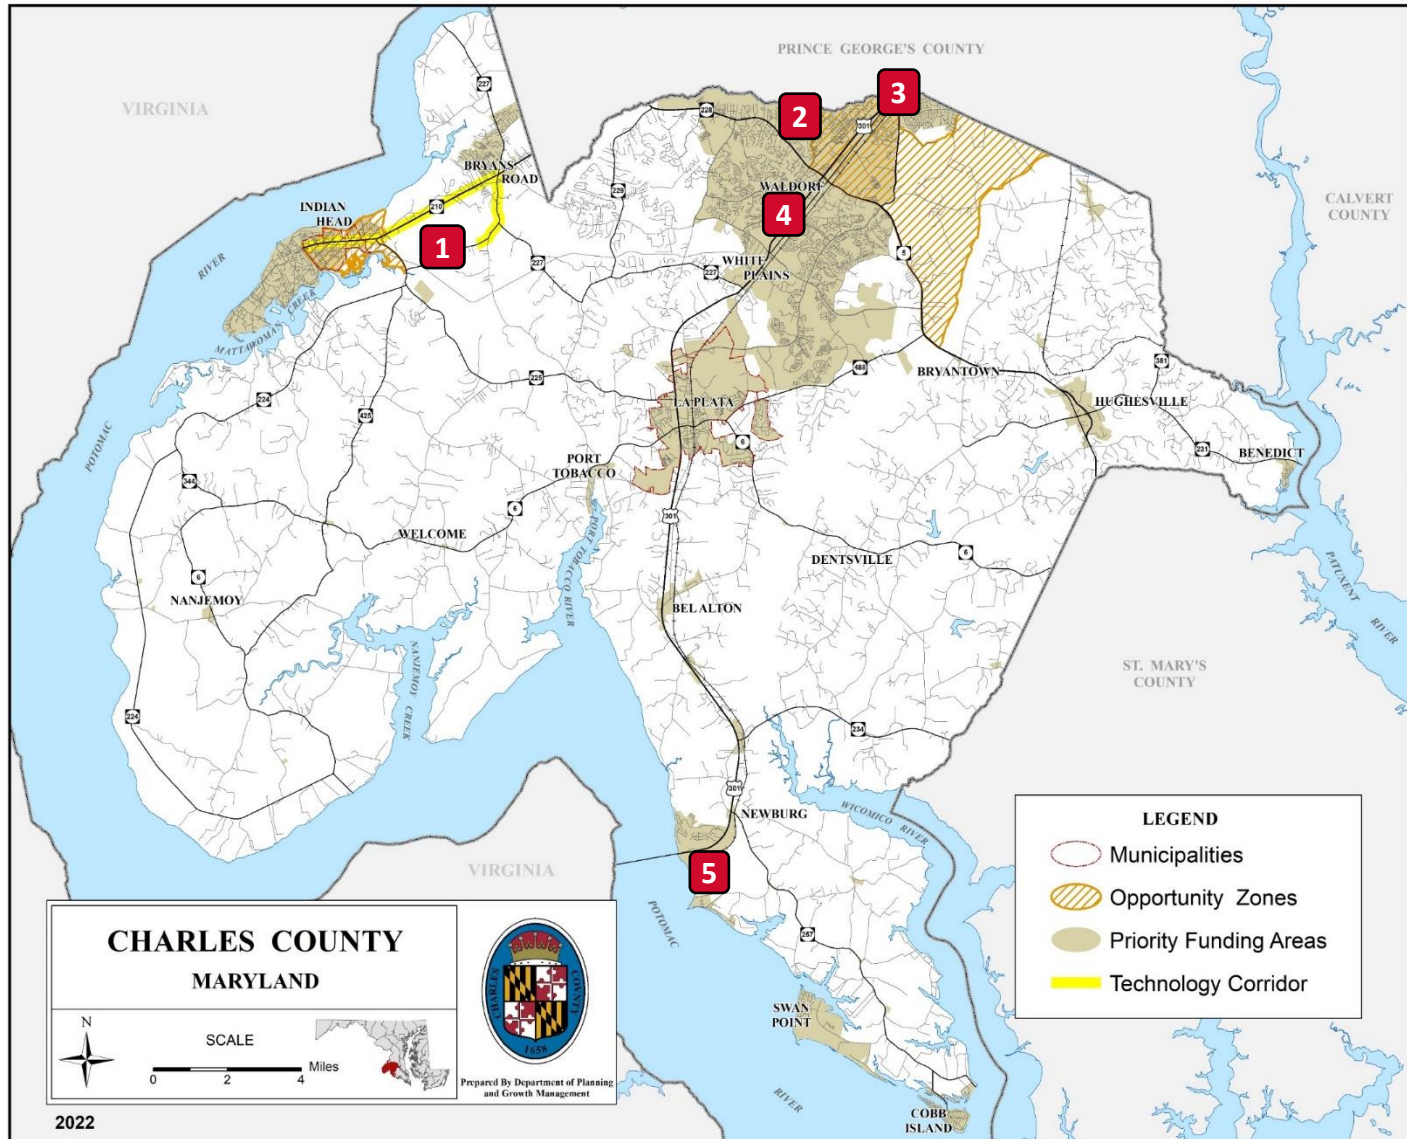 PRINCE GEORGE'S COUNTY
VIRGINIA
CALVERT
COUNTY
227
228
3
2
301
BRYANS
ROAD
229
WALDORF
210
INDIAN
HEAD
4
1
RIVER
5
227
WHITE
PLAINS
227
MATTAWOMAN CREEK
381
488
BRYANTOWN
225
224
HUGHESVILLE
LA PLATA
425
6
231
BENEDICT
POTOMAC
PORT
TOBACCO
344
6
301
WELCOME
PORT TOBACCO RIVER
DENTSVILLE
6
PATUXENT
RIVER
6
NANJEMOY
BEL ALTON
NANJEMOY CREEK
ST. MARY'S
COUNTY
224
234
301
NEWBURG
WICOMICO RIVER
5
VIRGINIA
POTOMAC
257
SWAN
POINT
RIVER
COBB
ISLAND
LEGEND
Municipalities
Opportunity Zones
Priority Funding Areas
Technology Corridor
CHARLES COUNTY
MARYLAND
N
SCALE
0 2 4 Miles
CHARLES COUNTY
1658
Prepared By Department of Planning
and Growth Management
2022